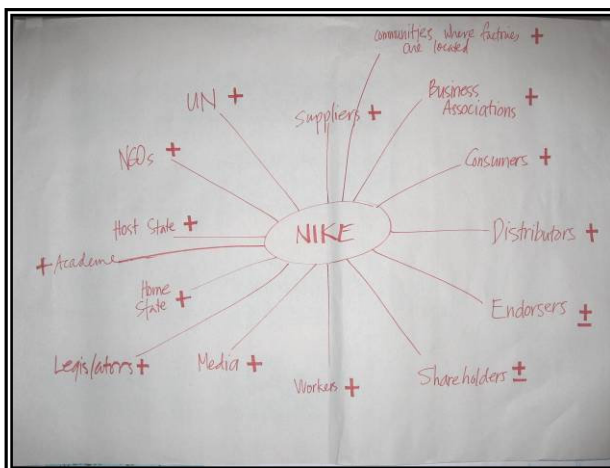 communities where factories +
are located
UN +
Suppliers +
Business +
Associations
NGOs +
Consumers +
Host State +
NIKE
Distributors +
+ Academe
Home
State +
Endorsers ±
Legislators +
Media +
Workers +
Shareholders ±